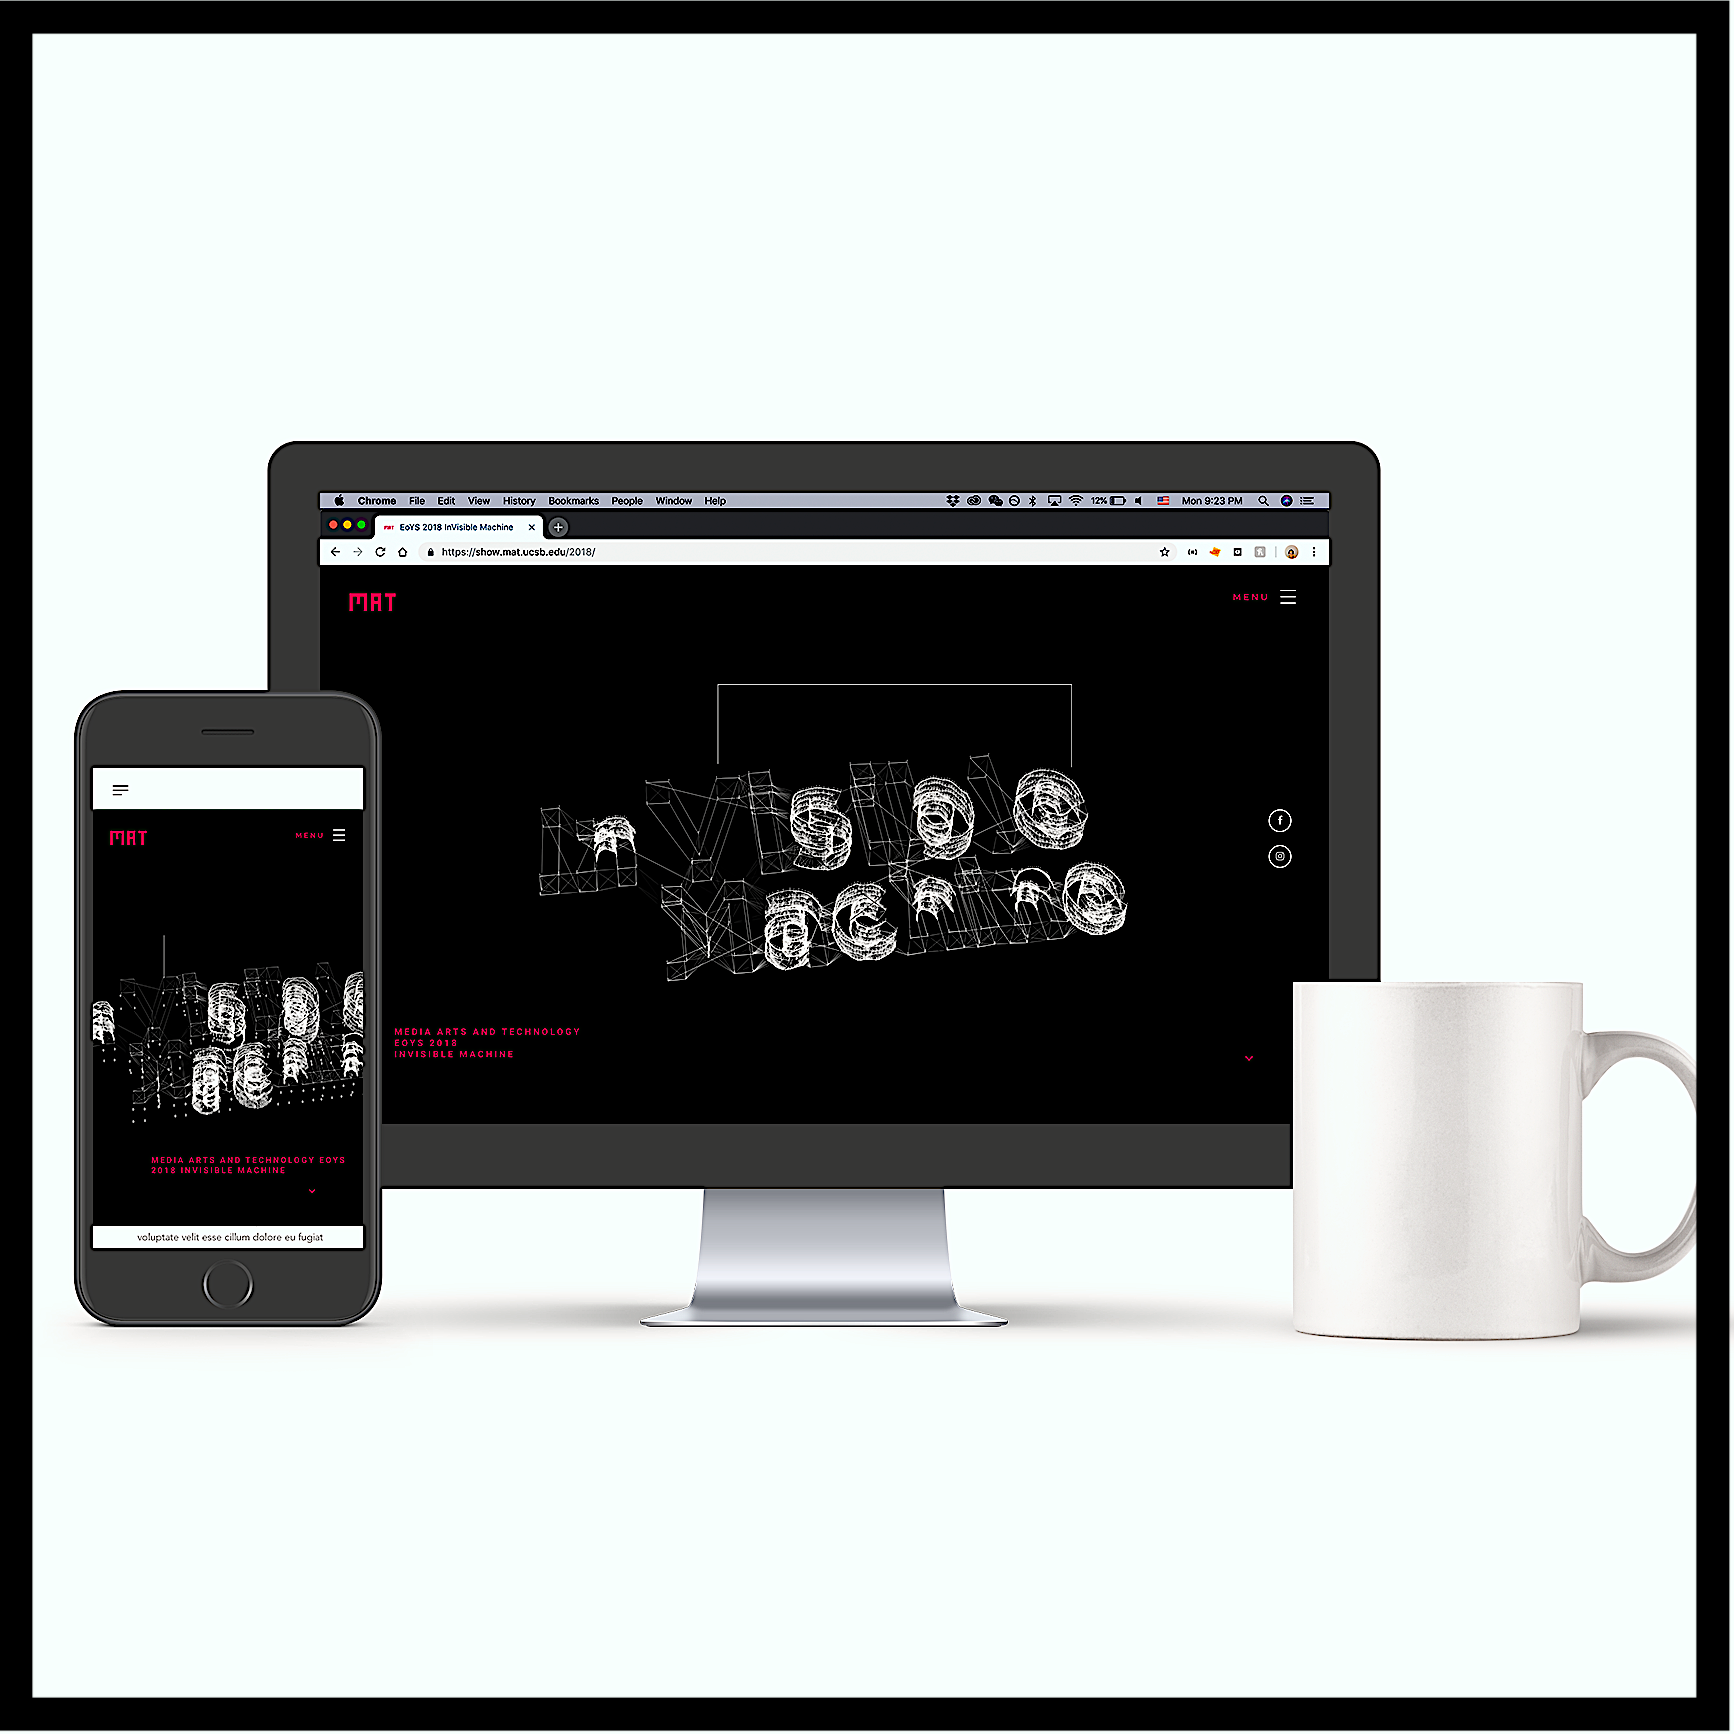 Chrome File Edit View History Bookmarks People Window Help 12% Mon 9:23 PM
MAT EoYS 2018 InVisible Machine
https://show.mat.ucsb.edu/2018/
MAT MENU
InVisible
Machine
f
MEDIA ARTS AND TECHNOLOGY
EOYS 2018
INVISIBLE MACHINE
MAT MENU
MEDIA ARTS AND TECHNOLOGY EOYS
2018 INVISIBLE MACHINE
voluptate velit esse cillum dolore eu fugiat